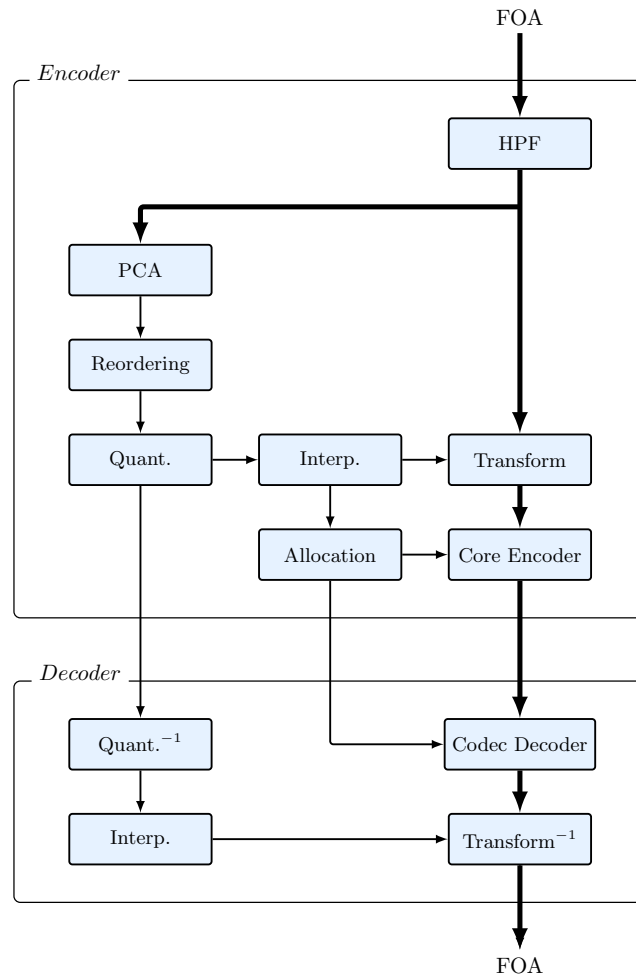 FOA
Encoder
HPF
PCA
Reordering
Quant.
Interp.
Transform
Allocation
Core Encoder
Decoder
Quant.⁻¹
Codec Decoder
Interp.
Transform⁻¹
FOA